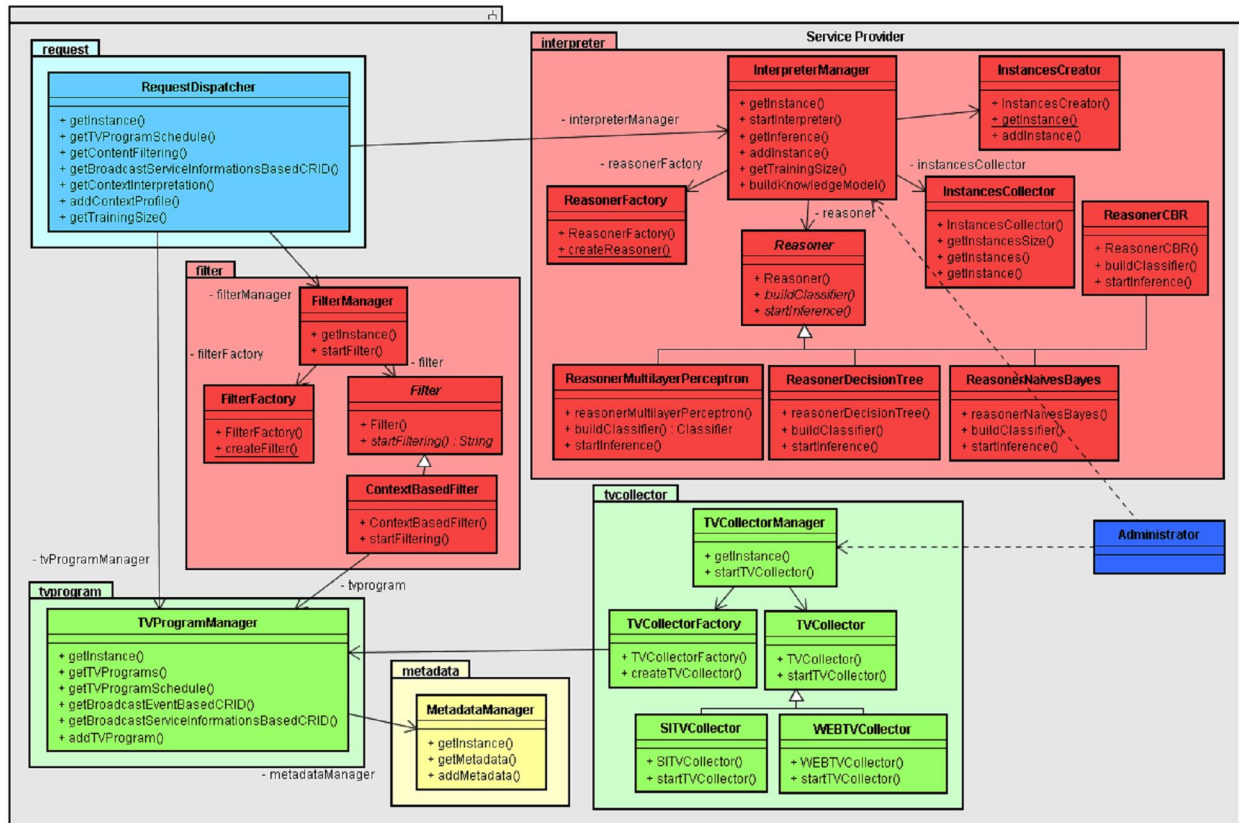 Service Provider
request
RequestDispatcher
+ getInstance()
+ getTVProgramSchedule()
+ getContentFiltering()
+ getBroadcastServiceInformationsBasedCRID()
+ getContextInterpretation()
+ addContextProfile()
+ getTrainingSize()
- interpreterManager
interpreter
InterpreterManager
+ getInstance()
+ startInterpreter()
+ getInference()
+ addInstance()
+ getTrainingSize()
+ buildKnowledgeModel()
InstancesCreator
+ InstancesCreator()
+ getInstance()
+ addInstance()
- reasonerFactory
- instancesCollector
ReasonerFactory
+ ReasonerFactory()
+ createReasoner()
- reasoner
Reasoner
+ Reasoner()
+ buildClassifier()
+ startInference()
InstancesCollector
+ InstancesCollector()
+ getInstancesSize()
+ getInstances()
+ getInstance()
ReasonerCBR
+ ReasonerCBR()
+ buildClassifier()
+ startInference()
ReasonerMultilayerPerceptron
+ reasonerMultilayerPerceptron()
+ buildClassifier() : Classifier
+ startInference()
ReasonerDecisionTree
+ reasonerDecisionTree()
+ buildClassifier()
+ startInference()
ReasonerNaivesBayes
+ reasonerNaivesBayes()
+ buildClassifier()
+ startInference()
filter
- filterManager
FilterManager
+ getInstance()
+ startFilter()
- filterFactory
- filter
FilterFactory
+ FilterFactory()
+ createFilter()
Filter
+ Filter()
+ startFiltering() : String
ContextBasedFilter
+ ContextBasedFilter()
+ startFiltering()
- tvProgramManager
- tvprogram
tvprogram
TVProgramManager
+ getInstance()
+ getTVPrograms()
+ getTVProgramSchedule()
+ getBroadcastEventBasedCRID()
+ getBroadcastServiceInformationsBasedCRID()
+ addTVProgram()
- metadataManager
metadata
MetadataManager
+ getInstance()
+ getMetadata()
+ addMetadata()
tvcollector
TVCollectorManager
+ getInstance()
+ startTVCollector()
TVCollectorFactory
+ TVCollectorFactory()
+ createTVCollector()
TVCollector
+ TVCollector()
+ startTVCollector()
SITVCollector
+ SITVCollector()
+ startTVCollector()
WEBTVCollector
+ WEBTVCollector()
+ startTVCollector()
Administrator